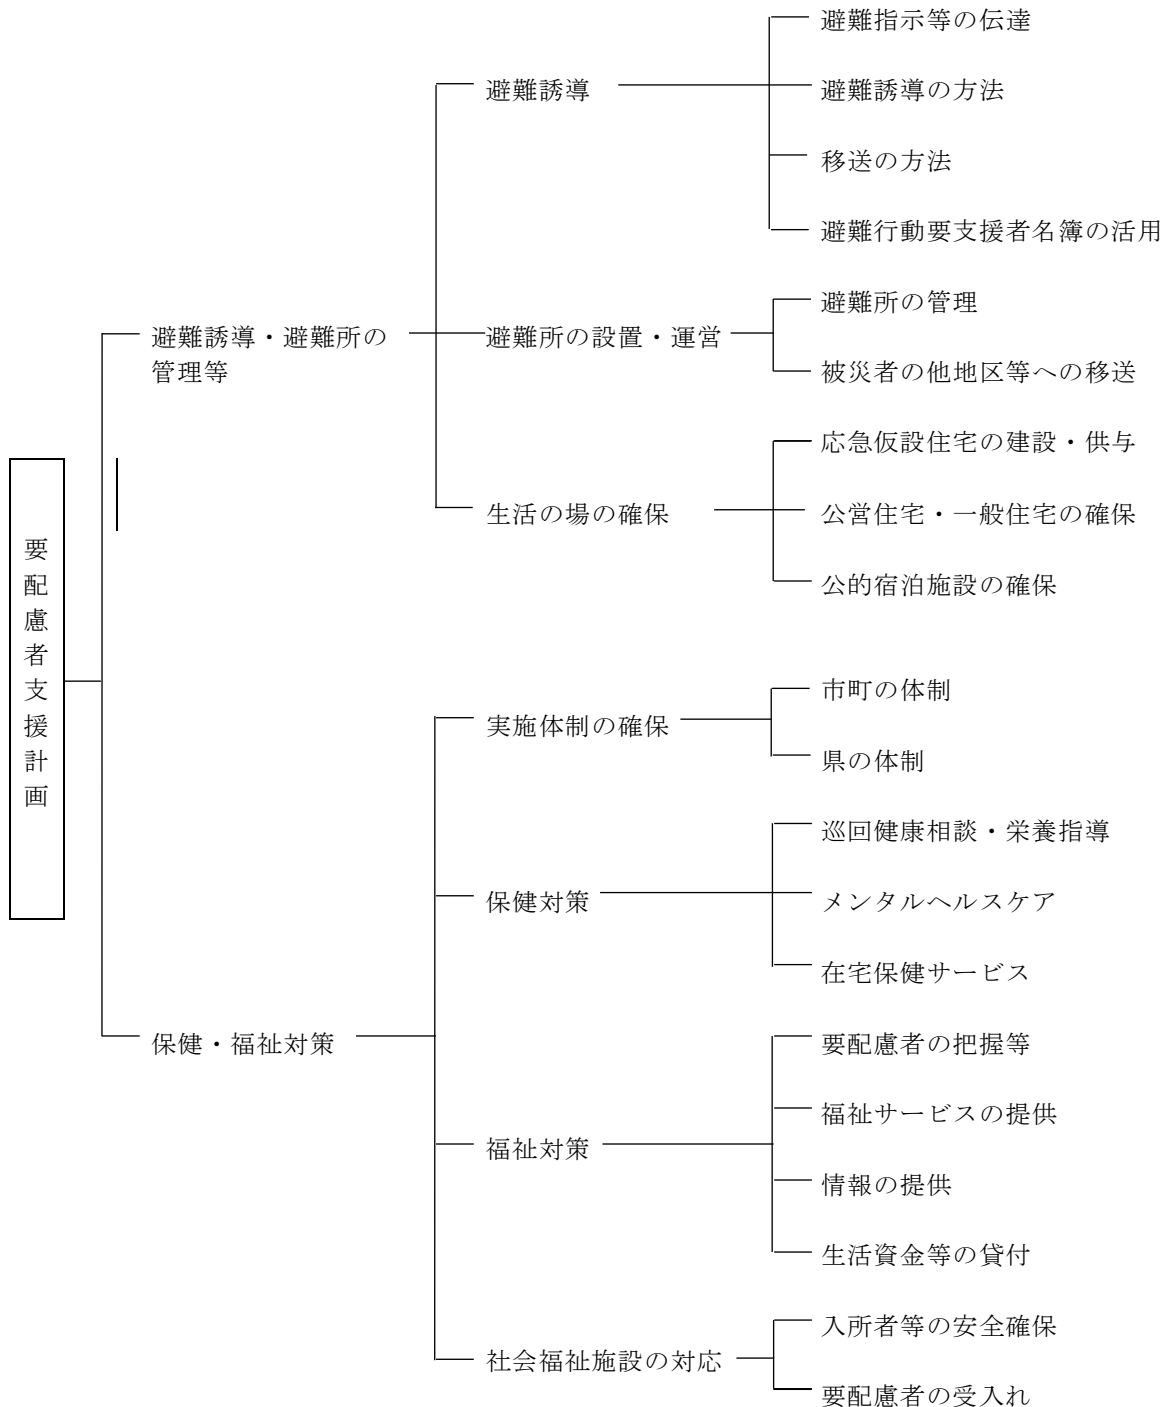 要配慮者支援計画
避難誘導・避難所の
管理等
避難誘導
避難指示等の伝達
避難誘導の方法
移送の方法
避難行動要支援者名簿の活用
避難所の設置・運営
避難所の管理
被災者の他地区等への移送
生活の場の確保
応急仮設住宅の建設・供与
公営住宅・一般住宅の確保
公的宿泊施設の確保
保健・福祉対策
実施体制の確保
市町の体制
県の体制
保健対策
巡回健康相談・栄養指導
メンタルヘルスケア
在宅保健サービス
福祉対策
要配慮者の把握等
福祉サービスの提供
情報の提供
生活資金等の貸付
社会福祉施設の対応
入所者等の安全確保
要配慮者の受入れ